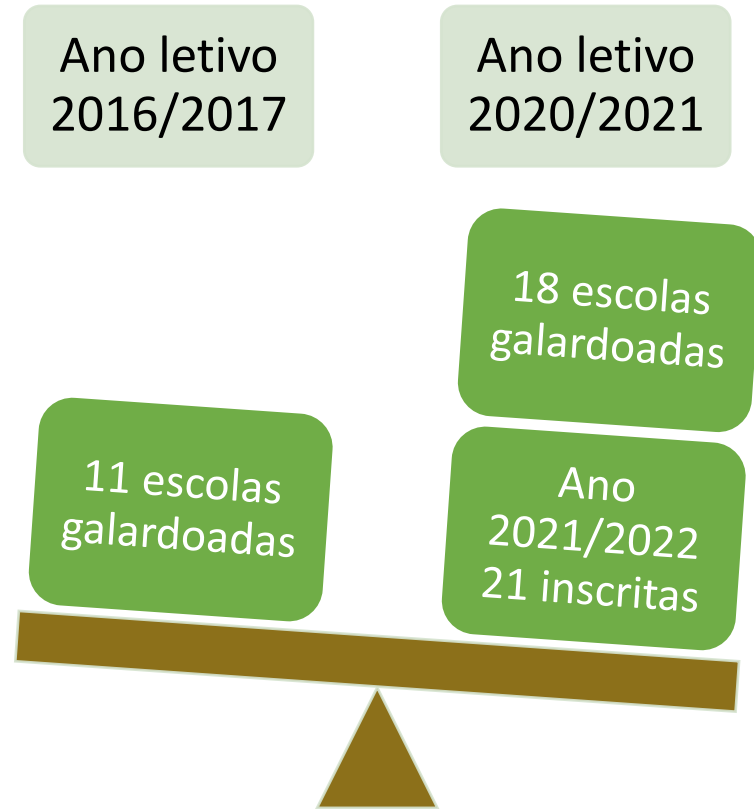 Ano letivo
2016/2017
Ano letivo
2020/2021
18 escolas
galardoadas
11 escolas
galardoadas
Ano
2021/2022
21 inscritas